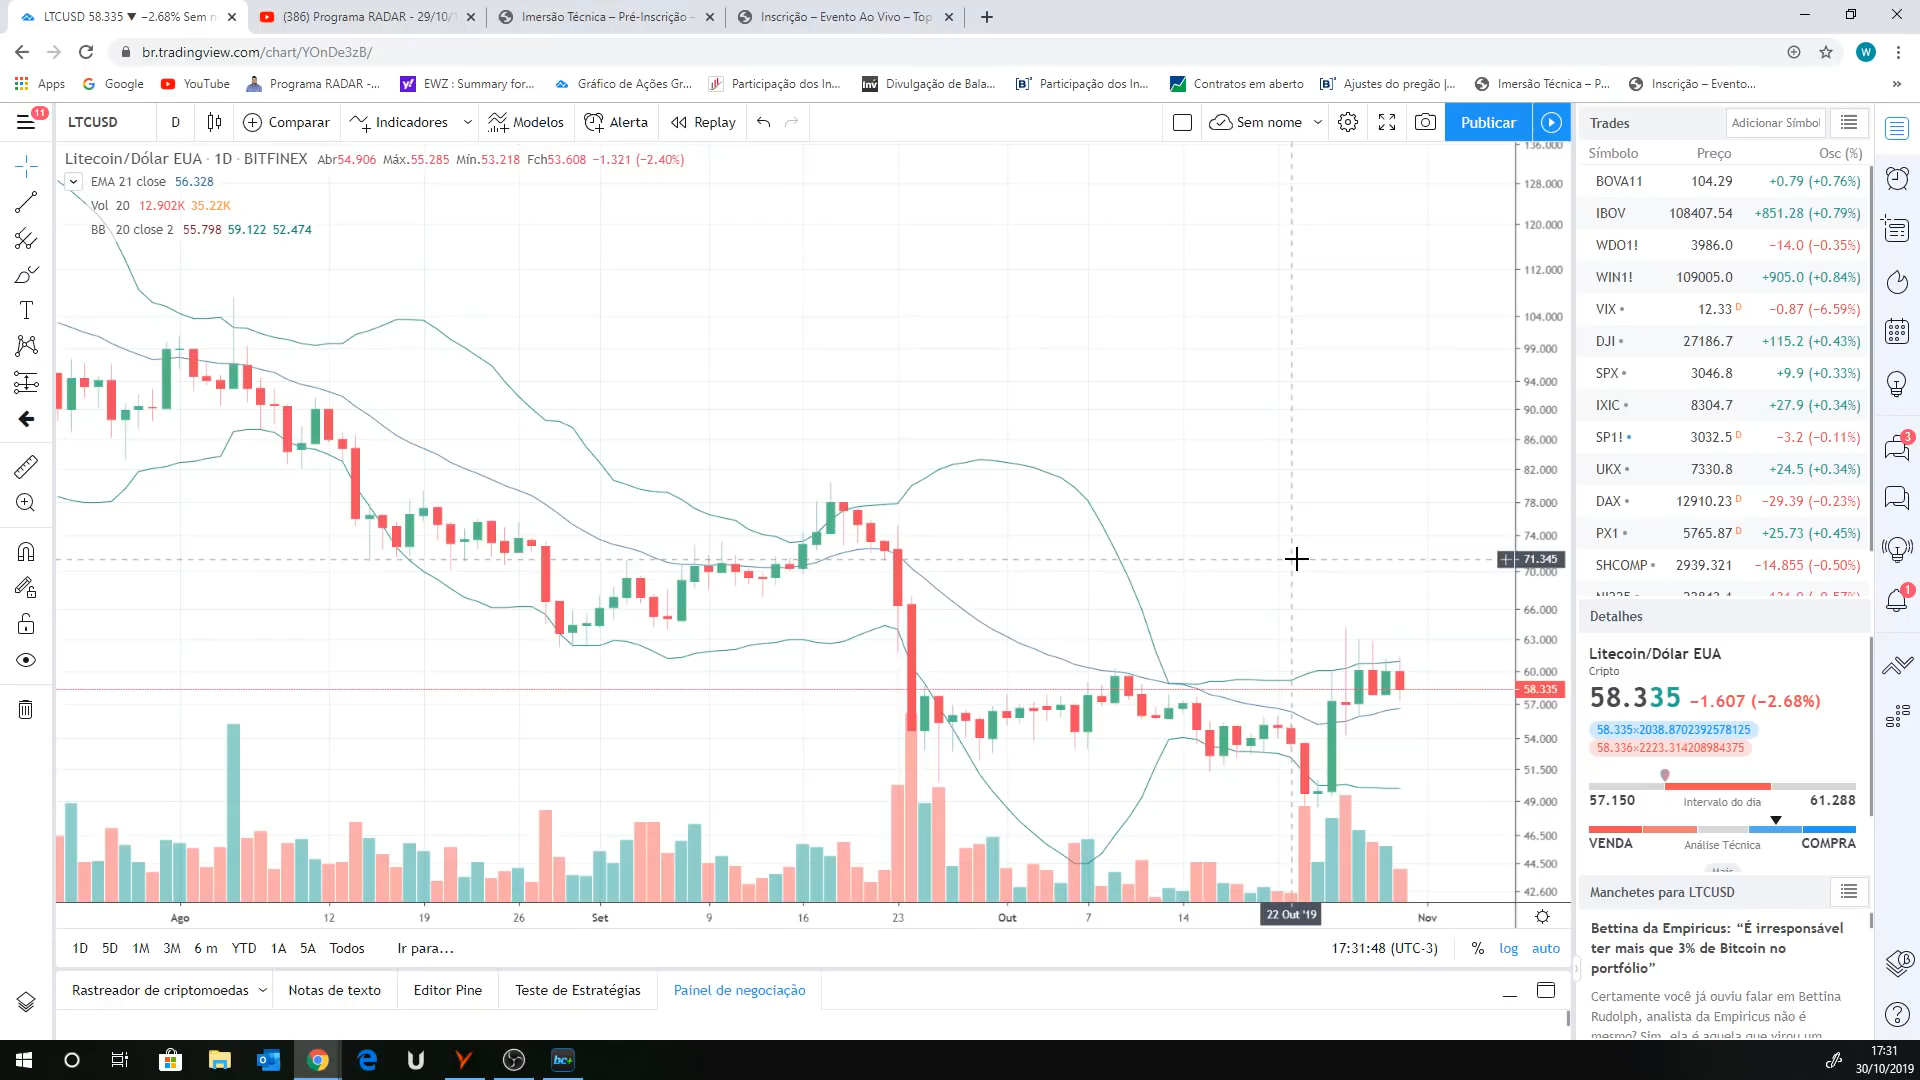 LTCUSD 58.335 ▼ −2.68% Sem n
(386) Programa RADAR - 29/10/1
Imersão Técnica – Pré-Inscrição –
Inscrição – Evento Ao Vivo – Top
br.tradingview.com/chart/YOnDe3zB/
W
Apps
Google
YouTube
Programa RADAR -...
EWZ : Summary for...
Gráfico de Ações Gr...
Participação dos In...
Divulgação de Bala...
Participação dos In...
Contratos em aberto
Ajustes do pregão |...
Imersão Técnica – P...
Inscrição – Evento...
»
11
LTCUSD
D
Comparar
Indicadores
Modelos
Alerta
Replay
Sem nome
Publicar
Litecoin/Dólar EUA · 1D · BITFINEX Abr54.906 Máx.55.285 Mín.53.218 Fch53.608 −1.321 (−2.40%)
EMA 21 close 56.328
Vol 20 12.902K 35.22K
BB 20 close 2 55.798 59.122 52.474
136.000
128.000
120.000
112.000
104.000
99.000
94.000
90.000
86.000
82.000
78.000
74.000
71.345
70.000
66.000
63.000
60.000
58.335
57.000
54.000
51.500
49.000
46.500
44.500
42.600
Ago 12 19 26 Set 9 16 23 Out 7 14 22 Out '19 Nov
1D 5D 1M 3M 6 m YTD 1A 5A Todos Ir para...
17:31:48 (UTC-3) % log auto
Rastreador de criptomoedas
Notas de texto
Editor Pine
Teste de Estratégias
Painel de negociação
Trades
Adicionar Símbol
Símbolo Preço Osc (%)
BOVA11 104.29 +0.79 (+0.76%)
IBOV 108407.54 +851.28 (+0.79%)
WDO1! 3986.0 −14.0 (−0.35%)
WIN1! 109005.0 +905.0 (+0.84%)
VIX 12.33 D −0.87 (−6.59%)
DJI 27186.7 +115.2 (+0.43%)
SPX 3046.8 +9.9 (+0.33%)
IXIC 8304.7 +27.9 (+0.34%)
SP1! 3032.5 D −3.2 (−0.11%)
UKX 7330.8 +24.5 (+0.34%)
DAX 12910.23 D −29.39 (−0.23%)
PX1 5765.87 D +25.73 (+0.45%)
SHCOMP 2939.321 −14.855 (−0.50%)
Detalhes
Litecoin/Dólar EUA
Cripto
58.335 −1.607 (−2.68%)
58.335×2038.8702392578125
58.336×2223.314208984375
57.150 Intervalo do dia 61.288
VENDA Análise Técnica COMPRA
Manchetes para LTCUSD
Bettina da Empiricus: “É irresponsável
ter mais que 3% de Bitcoin no
portfólio”
Certamente você já ouviu falar em Bettina
Rudolph, analista da Empiricus não é
mesmo? Sim, ela é aquela que virou um
3
1
bc+
17:31
30/10/2019